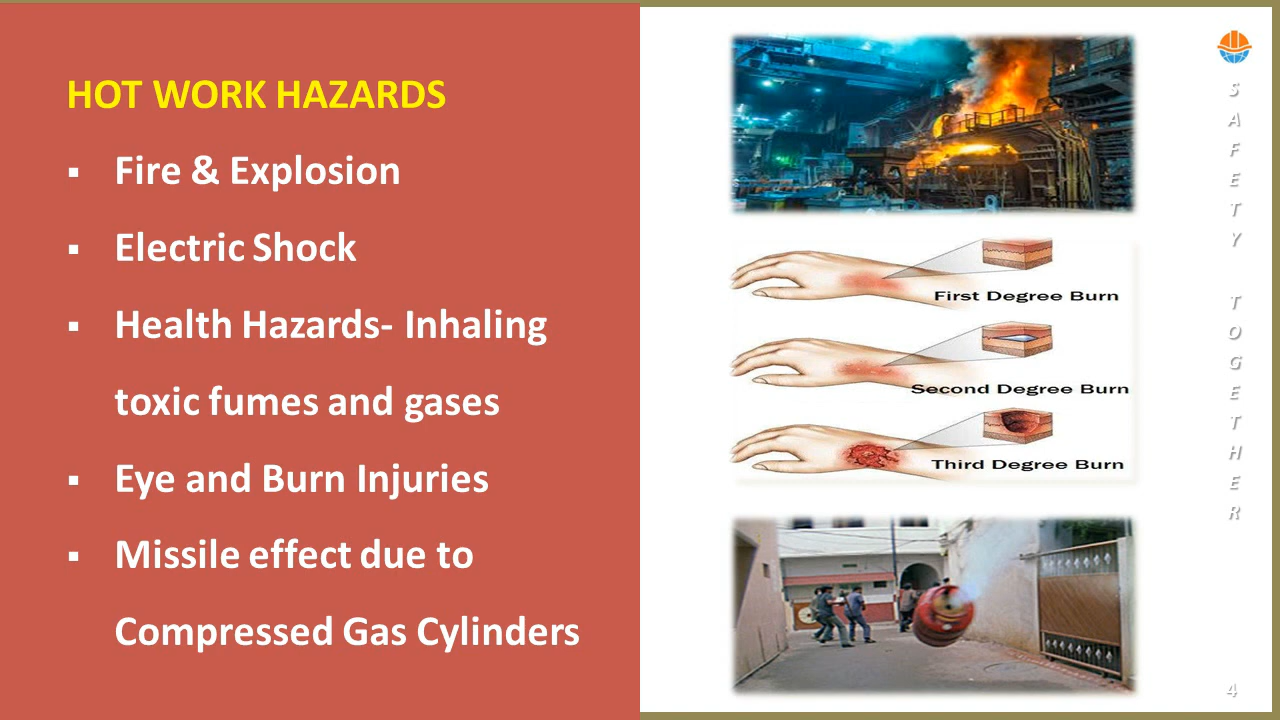 HOT WORK HAZARDS
▪ Fire & Explosion
▪ Electric Shock
▪ Health Hazards- Inhaling
toxic fumes and gases
▪ Eye and Burn Injuries
▪ Missile effect due to
Compressed Gas Cylinders
First Degree Burn
Second Degree Burn
Third Degree Burn
SAFETY TOGETHER
4